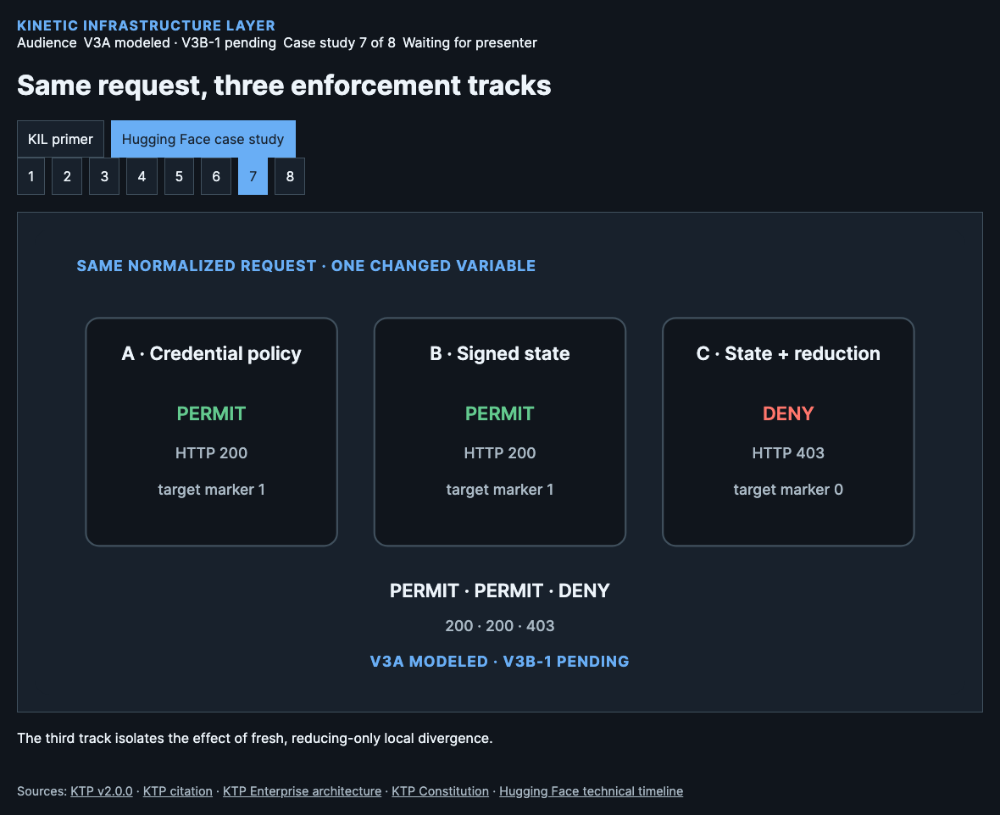 KINETIC INFRASTRUCTURE LAYER
Audience V3A modeled · V3B-1 pending Case study 7 of 8 Waiting for presenter
Same request, three enforcement tracks
KIL primer Hugging Face case study
1 2 3 4 5 6 7 8
SAME NORMALIZED REQUEST · ONE CHANGED VARIABLE
A · Credential policy
PERMIT
HTTP 200
target marker 1
B · Signed state
PERMIT
HTTP 200
target marker 1
C · State + reduction
DENY
HTTP 403
target marker 0
PERMIT · PERMIT · DENY
200 · 200 · 403
V3A MODELED · V3B-1 PENDING
The third track isolates the effect of fresh, reducing-only local divergence.
Sources: KTP v2.0.0 · KTP citation · KTP Enterprise architecture · KTP Constitution · Hugging Face technical timeline